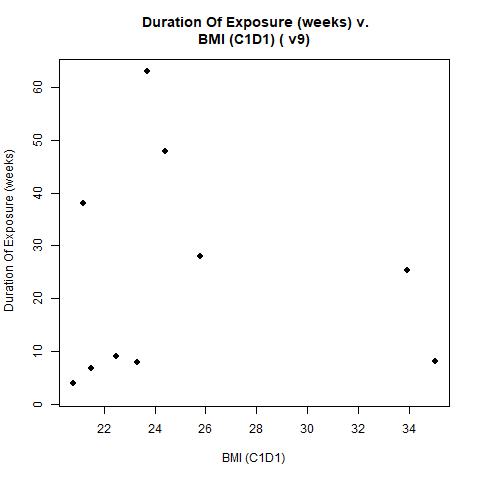 Duration Of Exposure (weeks) v.
BMI (C1D1) ( v9)
Duration Of Exposure (weeks)
60
50
40
30
20
10
0
22 24 26 28 30 32 34
BMI (C1D1)